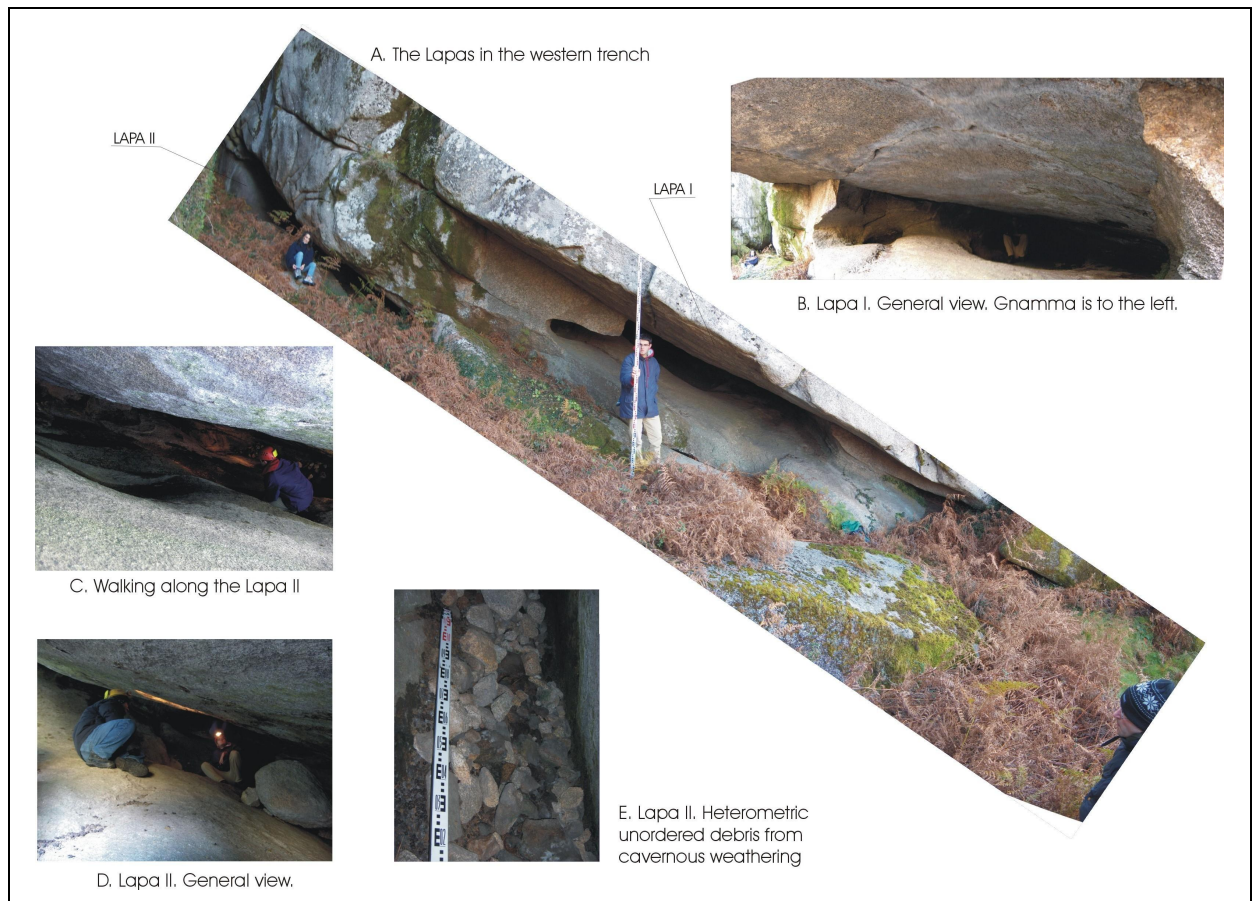 A. The Lapas in the western trench
LAPA II
LAPA I
B. Lapa I. General view. Gnamma is to the left.
C. Walking along the Lapa II
E. Lapa II. Heterometric
unordered debris from
cavernous weathering
D. Lapa II. General view.